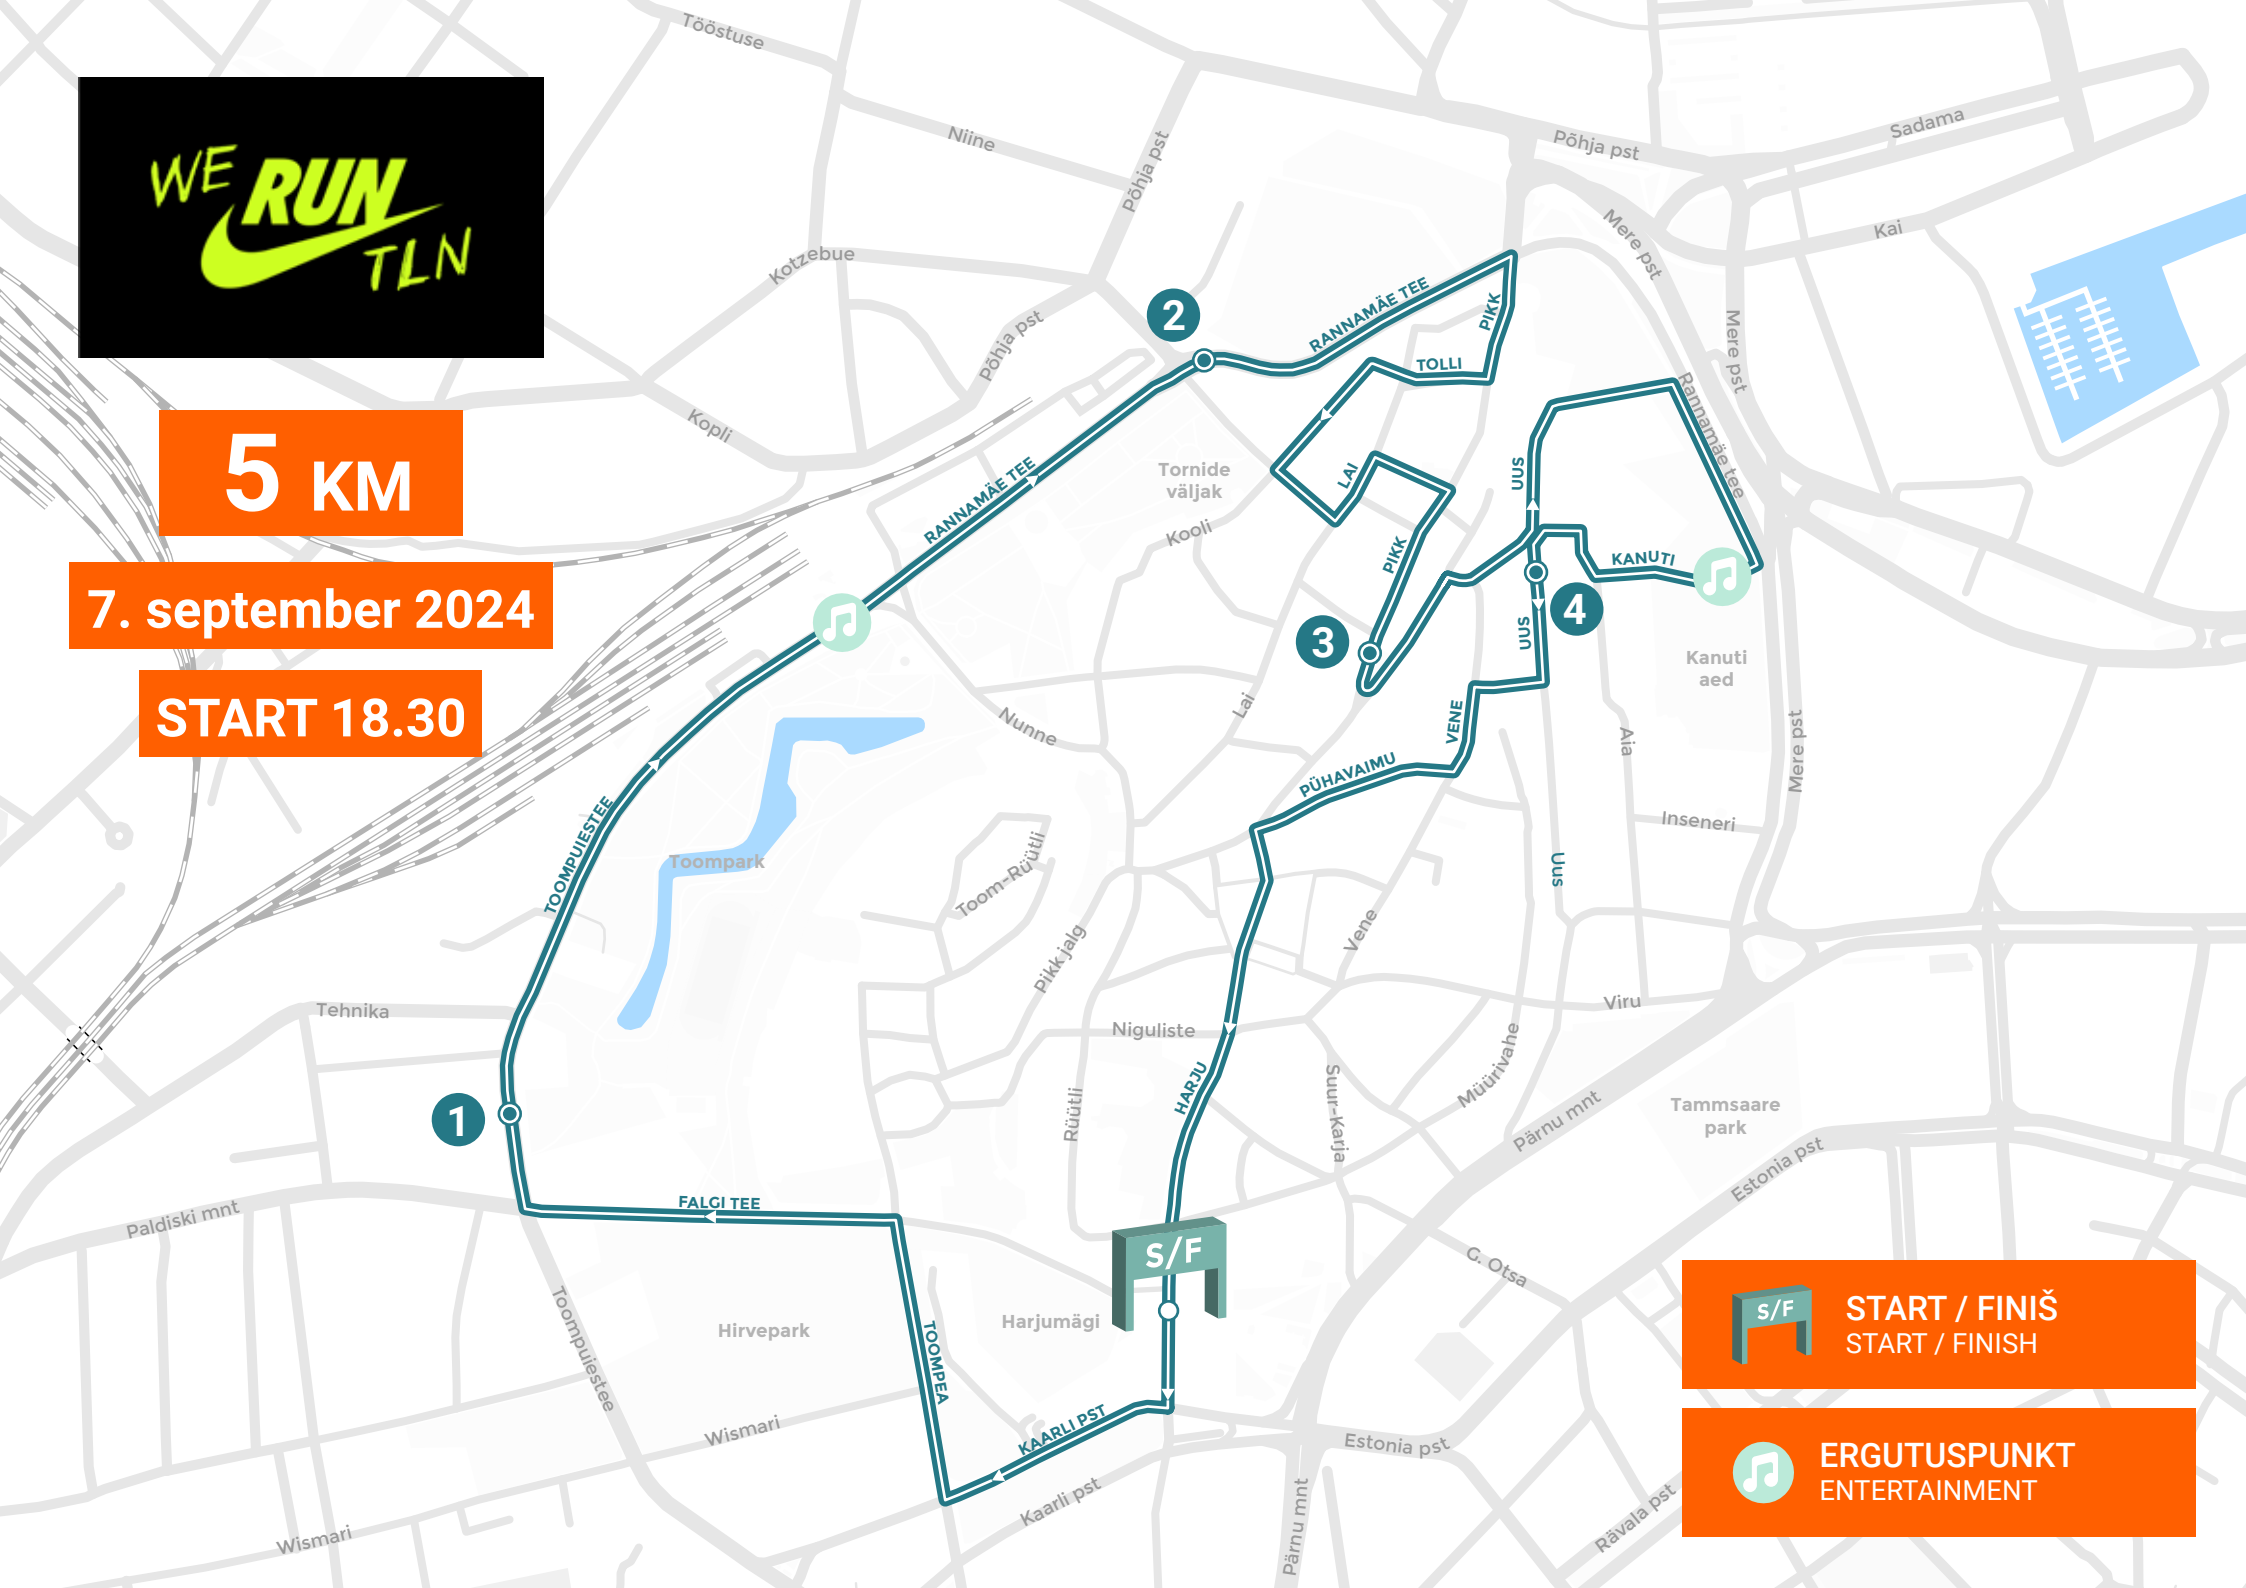 WE RUN
TLN
5 KM
7. september 2024
START 18.30
Tööstuse
Niine
Põhja pst
Põhja pst
Sadama
Kai
Mere pst
Mere pst
Kotzebue
Põhja pst
Kopli
2
RANNAMÄE TEE
PIKK
TOLLI
Rannamäe tee
RANNAMÄE TEE
Tornide
väljak
Kooli
LAI
UUS
PIKK
KANUTI
3
4
UUS
Kanuti
aed
Lai
Nunne
VENE
Aia
Mere pst
PÜHAVAIMU
TOOMPUIESTEE
Toompark
Toom-Rüütli
Inseneri
Uus
Pikk jalg
Vene
Tehnika
Niguliste
Viru
HARJU
Rüütli
Suur-Karja
Müürivahe
Pärnu mnt
Tammsaare
park
1
Estonia pst
FALGI TEE
Paldiski mnt
S/F
G. Otsa
Toompuiestee
Hirvepark
TOOMPEA
Harjumägi
KAARLI PST
Wismari
Estonia pst
Kaarli pst
Wismari
Pärnu mnt
Rävala pst
S/F
START / FINIŠ
START / FINISH
ERGUTUSPUNKT
ENTERTAINMENT